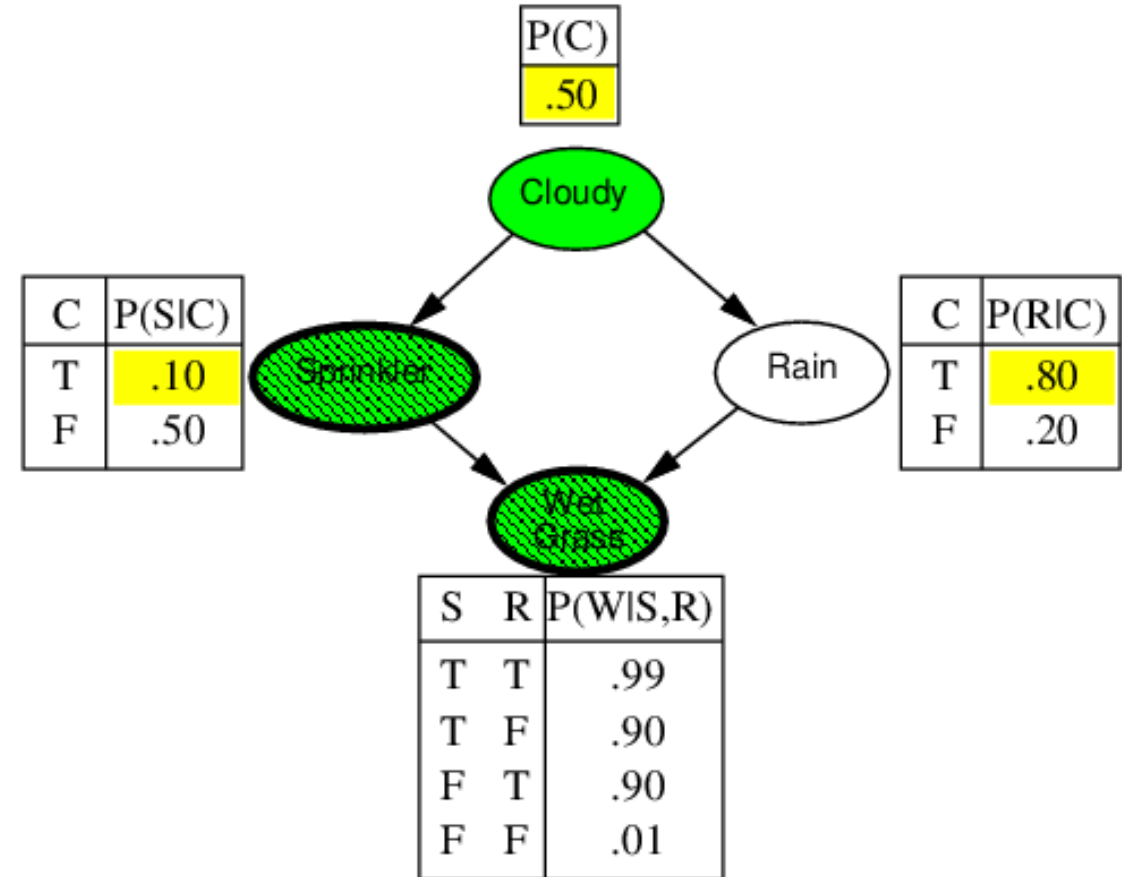 P(C)
.50
Cloudy
C P(S|C)
T .10
F .50
Sprinkler
Rain
C P(R|C)
T .80
F .20
Wet
Grass
S R P(W|S,R)
T T .99
T F .90
F T .90
F F .01